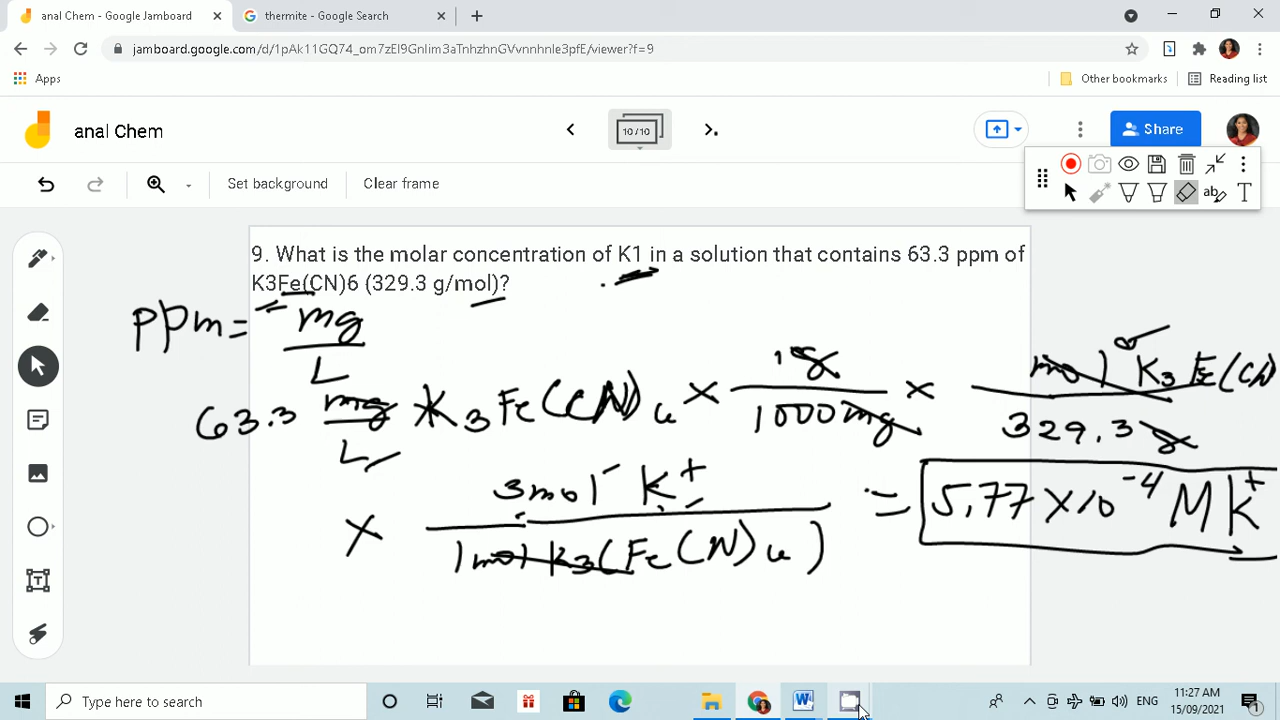 anal Chem - Google Jamboard
thermite - Google Search
jamboard.google.com/d/1pAk11GQ74_om7zEl9Gnlim3aTnhzhnGVvnvhnle3pfE/viewer?f=9
Apps
Other bookmarks
Reading list
anal Chem
10/10
Share
Set background
Clear frame
9. What is the molar concentration of K1 in a solution that contains 63.3 ppm of
K3Fe(CN)6 (329.3 g/mol)?
ppm = mg
L
63.3 mg/L K3Fe(CN)6 × 1g/1000mg × mol K3Fe(CN)/329.3 g
× 3mol K+/1mol K3(Fe(CN)6) = 5.77 x 10-4 M K+
Type here to search
ENG
11:27 AM
15/09/2021